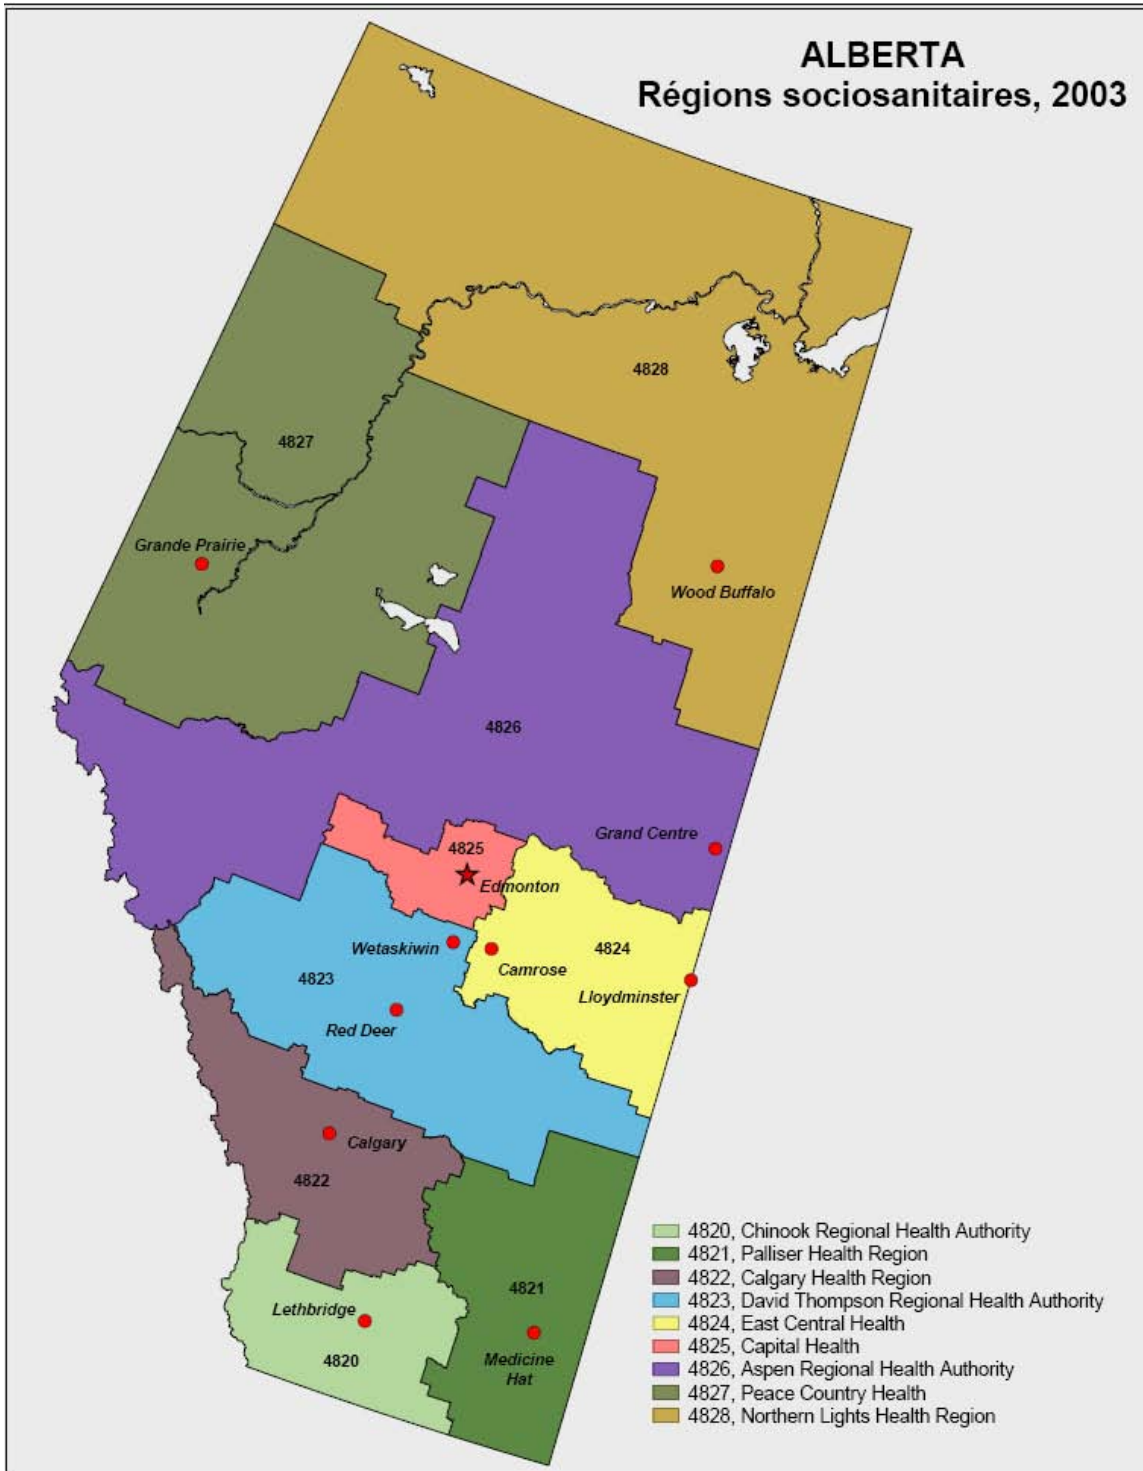 ALBERTA
Régions sociosanitaires, 2003
4828
4827
Grande Prairie
Wood Buffalo
4826
Grand Centre
4825
Edmonton
Wetaskiwin
4824
Camrose
4823
Lloydminster
Red Deer
Calgary
4822
4821
Lethbridge
4820
Medicine
Hat
4820, Chinook Regional Health Authority
4821, Palliser Health Region
4822, Calgary Health Region
4823, David Thompson Regional Health Authority
4824, East Central Health
4825, Capital Health
4826, Aspen Regional Health Authority
4827, Peace Country Health
4828, Northern Lights Health Region